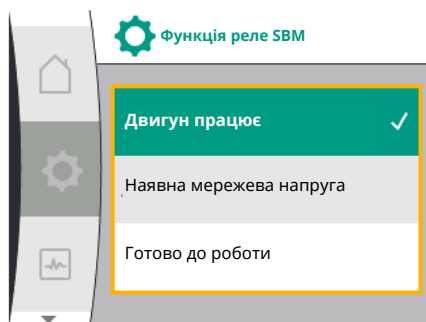 Функція реле SBM
Двигун працює
Наявна мережева напруга
Готово до роботи